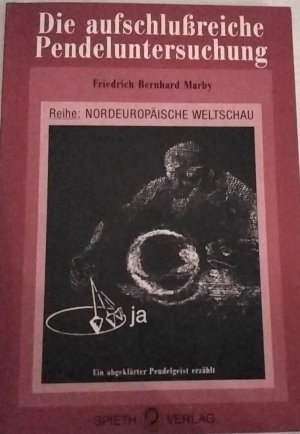 Die aufschlußreiche
Pendeluntersuchung
Friedrich Bernhard Marby
Reihe: NORDEUROPÄISCHE WELTSCHAU
ja
Ein abgeklärter Pendelgeist erzählt
SPIETH VERLAG